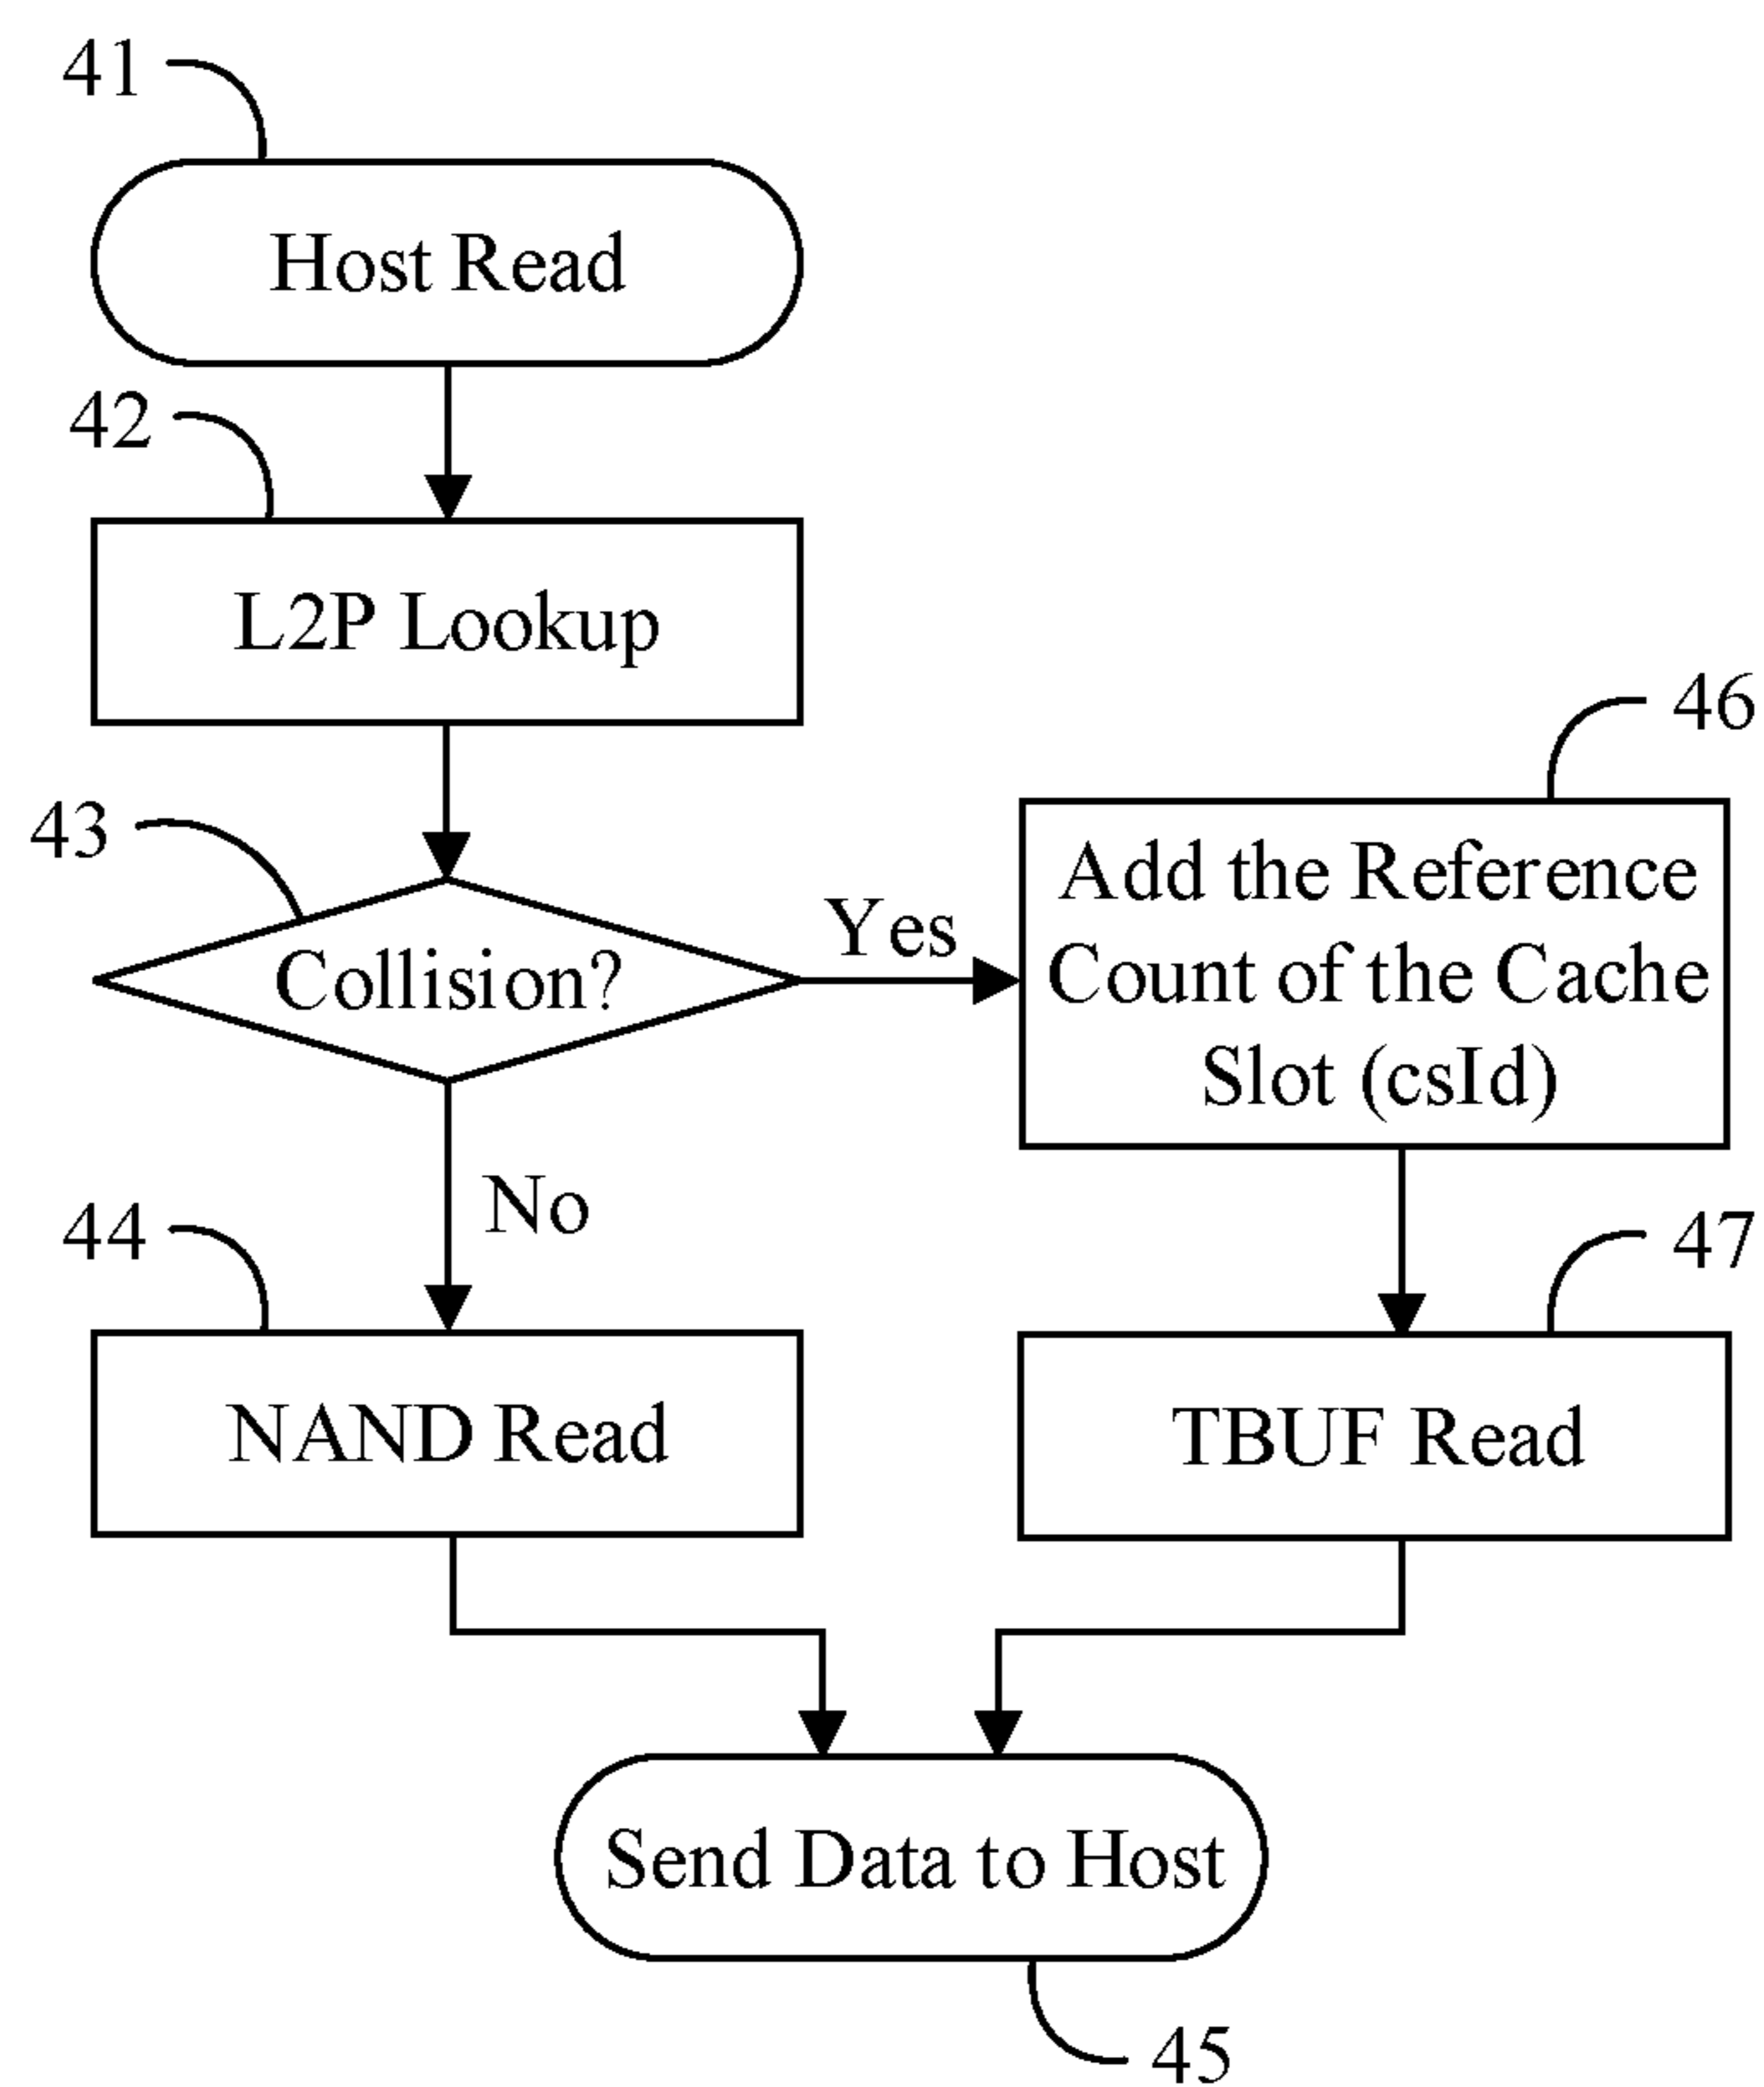 41
Host Read
42
L2P Lookup
46
43
Collision?
Yes
Add the Reference
Count of the Cache
Slot (csId)
No
44
47
NAND Read
TBUF Read
Send Data to Host
45